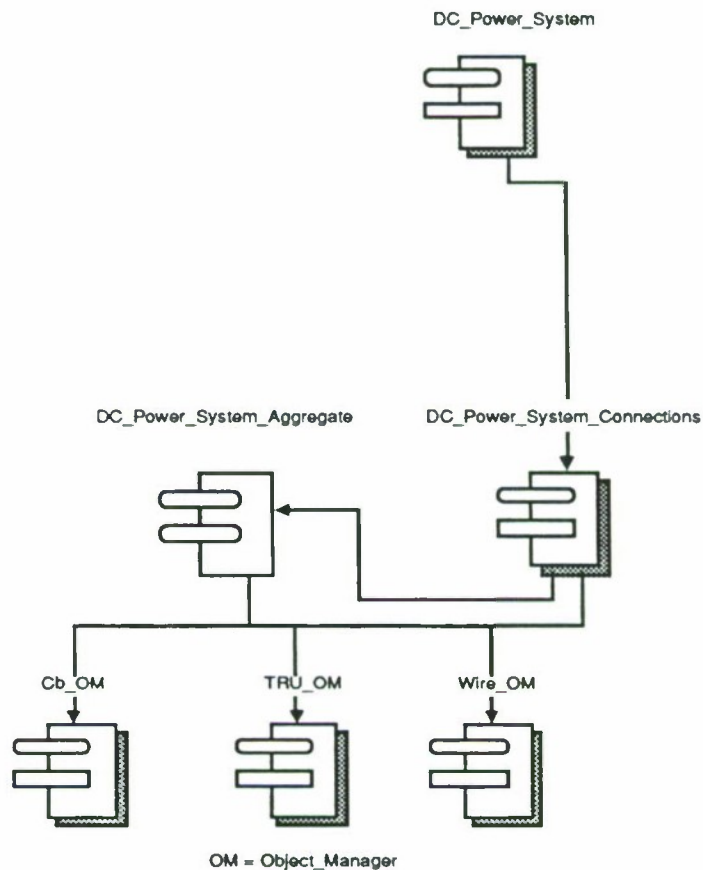 DC_Power_System
DC_Power_System_Aggregate
DC_Power_System_Connections
Cb_OM
TRU_OM
Wire_OM
OM = Object_Manager